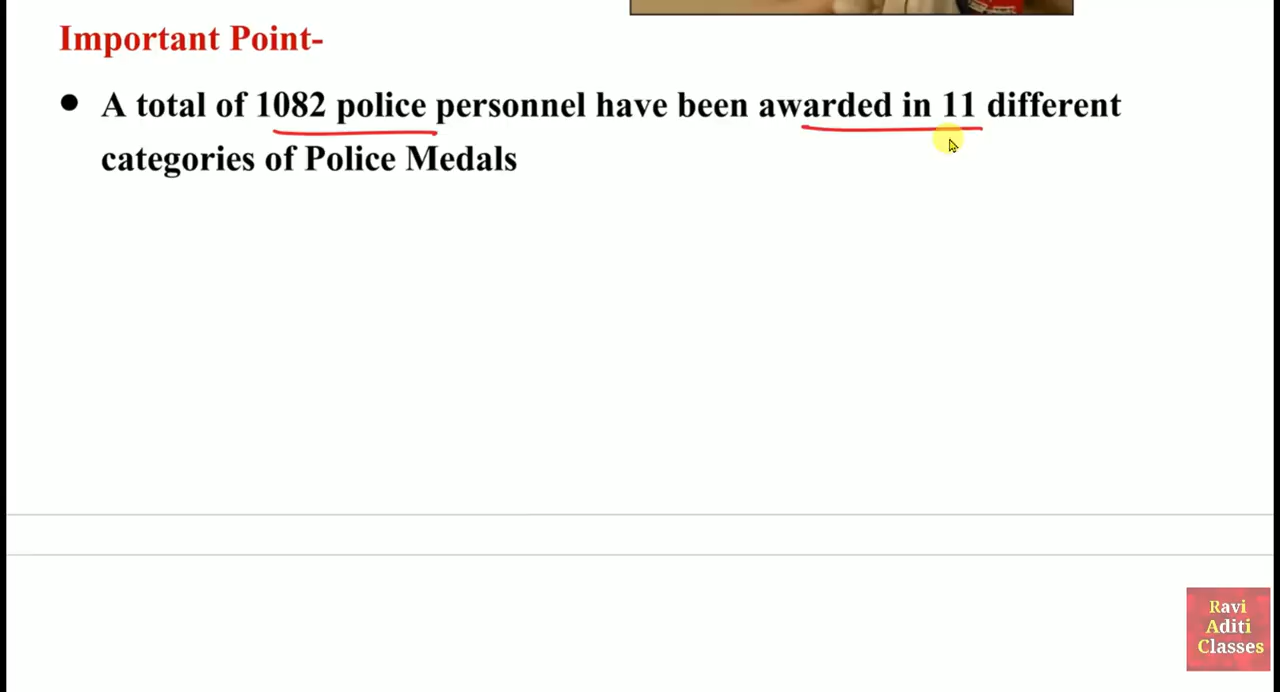 Important Point-
● A total of 1082 police personnel have been awarded in 11 different
categories of Police Medals
Ravi
Aditi
Classes